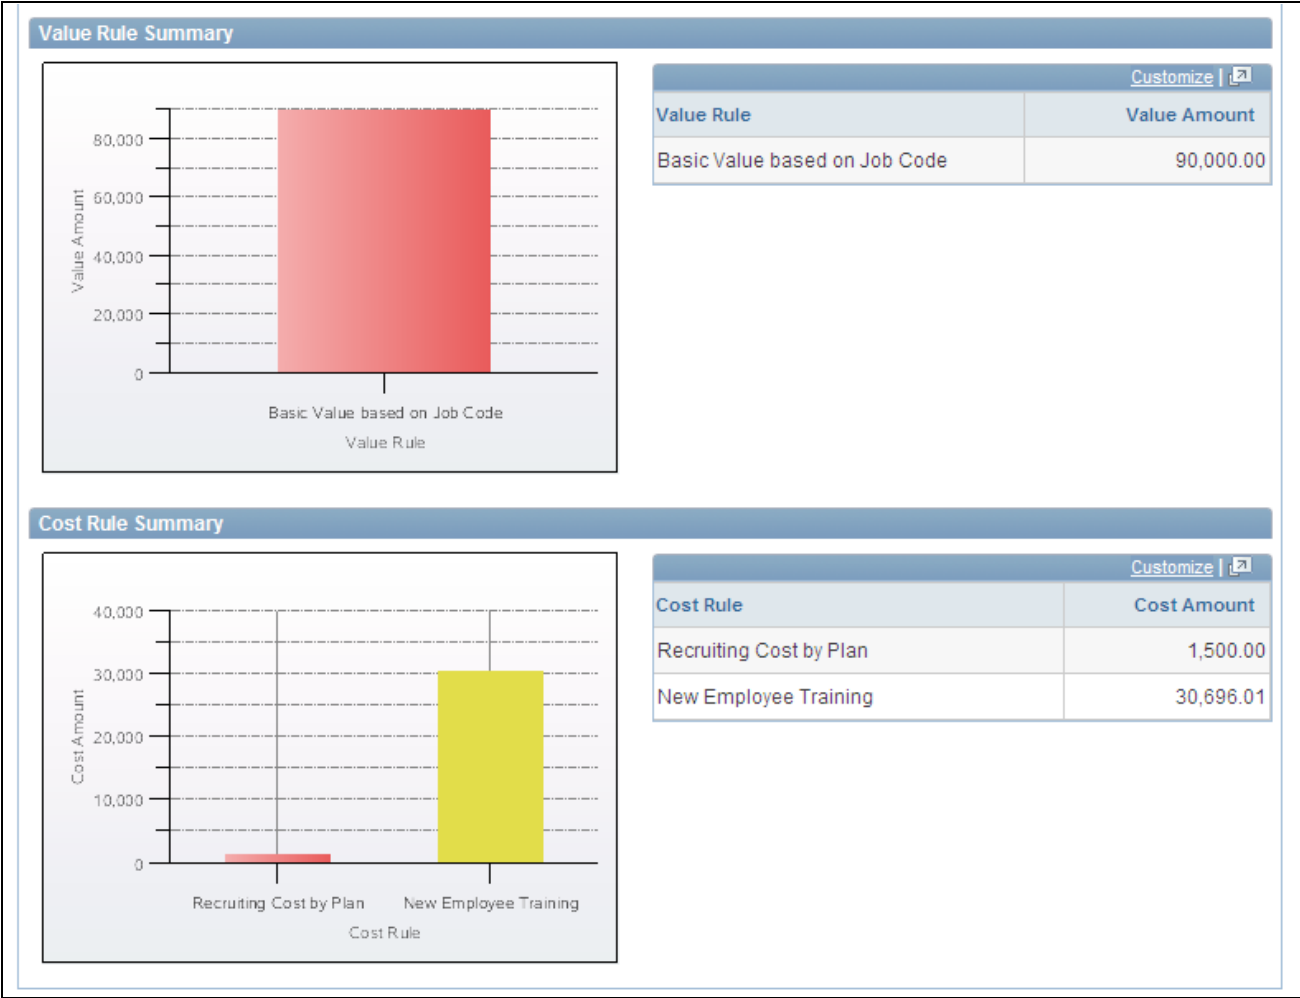 Value Rule Summary
80,000
60,000
40,000
20,000
0
Value Amount
Basic Value based on Job Code
Value Rule
Customize |
Value Rule Value Amount
Basic Value based on Job Code 90,000.00
Cost Rule Summary
40,000
30,000
20,000
10,000
0
Cost Amount
Recruiting Cost by Plan New Employee Training
Cost Rule
Customize |
Cost Rule Cost Amount
Recruiting Cost by Plan 1,500.00
New Employee Training 30,696.01